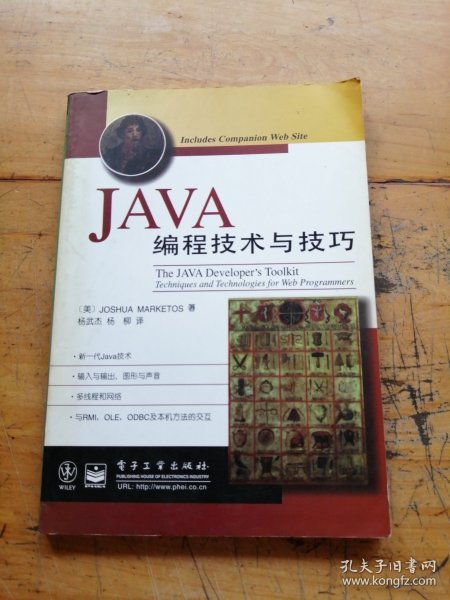 Includes Companion Web Site
JAVA
编程技术与技巧
The JAVA Developer's Toolkit
Techniques and Technologies for Web Programmers
〔美〕JOSHUA MARKETOS 著
杨武杰 杨 柳 译
·新一代Java技术
·输入与输出、图形与声音
·多线程和网络
·与RMI、OLE、ODBC及本机方法的交互
WILEY
电子工业出版社
PUBLISHING HOUSE OF ELECTRONICS INDUSTRY
URL: http://www.phei.co.cn
孔夫子旧书网
www.kongfz.com